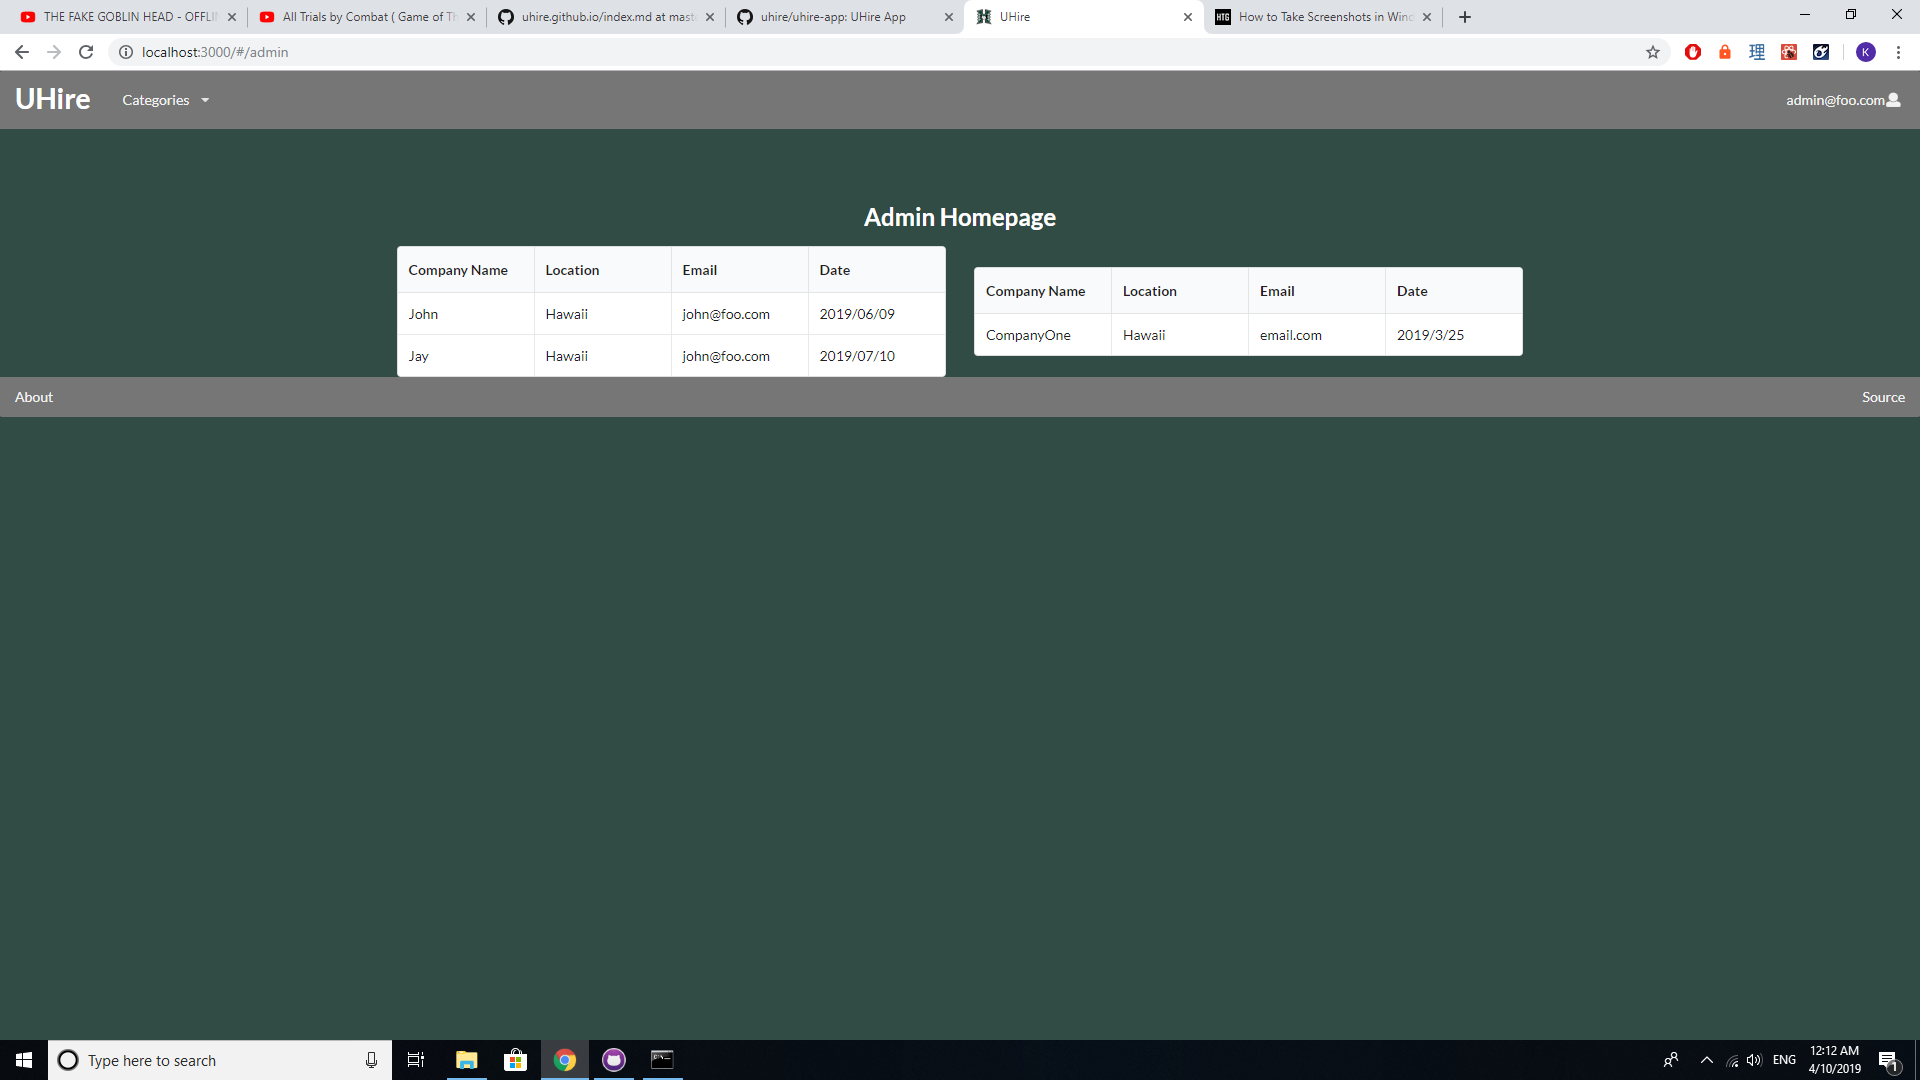 THE FAKE GOBLIN HEAD - OFFLI
All Trials by Combat ( Game of Th
uhire.github.io/index.md at mast
uhire/uhire-app: UHire App
UHire
HTG How to Take Screenshots in Wind
localhost:3000/#/admin
理
K
UHire Categories admin@foo.com
Admin Homepage
Company Name Location Email Date
John Hawaii john@foo.com 2019/06/09
Jay Hawaii john@foo.com 2019/07/10
Company Name Location Email Date
CompanyOne Hawaii email.com 2019/3/25
About Source
Type here to search
ENG
12:12 AM
4/10/2019
1